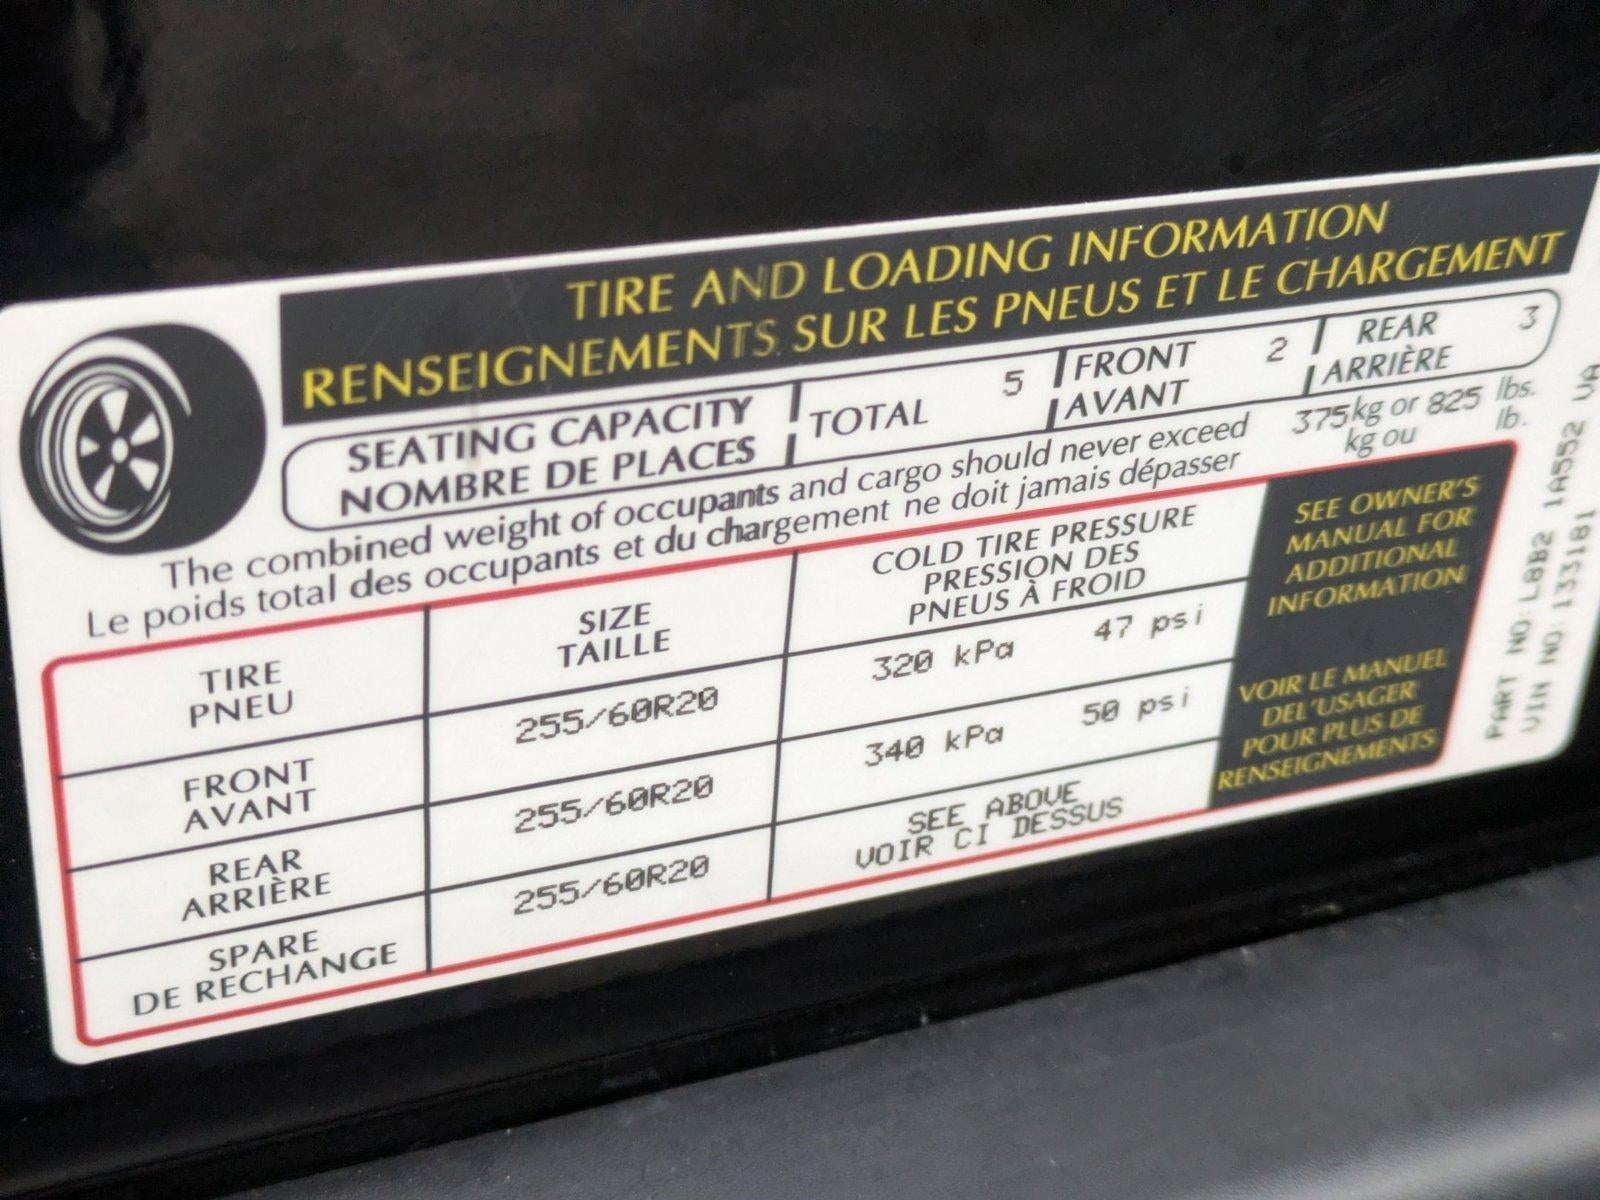 TIRE AND LOADING INFORMATION
RENSEIGNEMENTS SUR LES PNEUS ET LE CHARGEMENT
SEATING CAPACITY
NOMBRE DE PLACES
TOTAL 5
FRONT 2
AVANT
REAR 3
ARRIÈRE
The combined weight of occupants and cargo should never exceed 375 kg or 825 lbs.
Le poids total des occupants et du chargement ne doit jamais dépasser kg ou lb.
TIRE
PNEU
SIZE
TAILLE
COLD TIRE PRESSURE
PRESSION DES
PNEUS À FROID
FRONT
AVANT
255/60R20
320 kPa 47 psi
REAR
ARRIÈRE
255/60R20
340 kPa 50 psi
SPARE
DE RECHANGE
255/60R20
SEE ABOVE
VOIR CI DESSUS
SEE OWNER'S
MANUAL FOR
ADDITIONAL
INFORMATION
VOIR LE MANUEL
DEL'USAGER
POUR PLUS DE
RENSEIGNEMENTS
PART NO: L8B2 1A552 VA
VIN NO: 133181